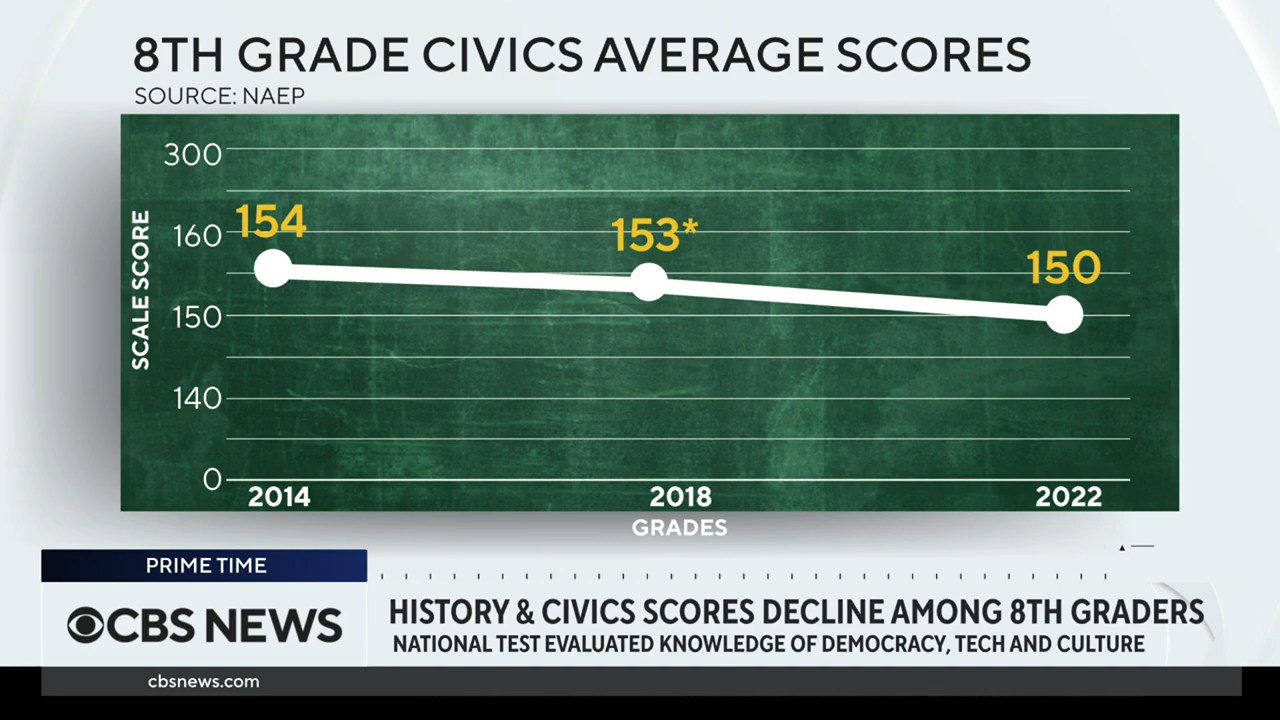 8TH GRADE CIVICS AVERAGE SCORES
SOURCE: NAEP
300
160
150
140
0
SCALE SCORE
154
153*
150
2014
2018
2022
GRADES
PRIME TIME
CBS NEWS
HISTORY & CIVICS SCORES DECLINE AMONG 8TH GRADERS
NATIONAL TEST EVALUATED KNOWLEDGE OF DEMOCRACY, TECH AND CULTURE
cbsnews.com